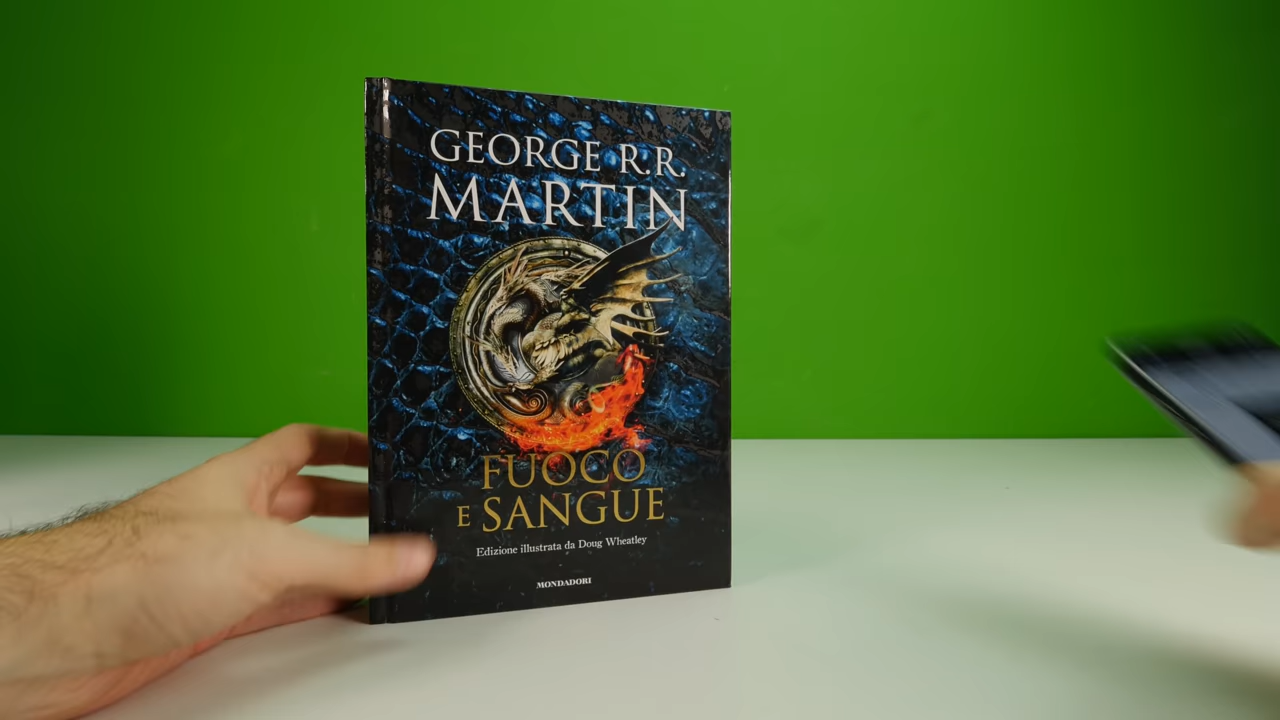 GEORGE R.R.
MARTIN
FUOCO
E SANGUE
Edizione illustrata da Doug Wheatley
MONDADORI